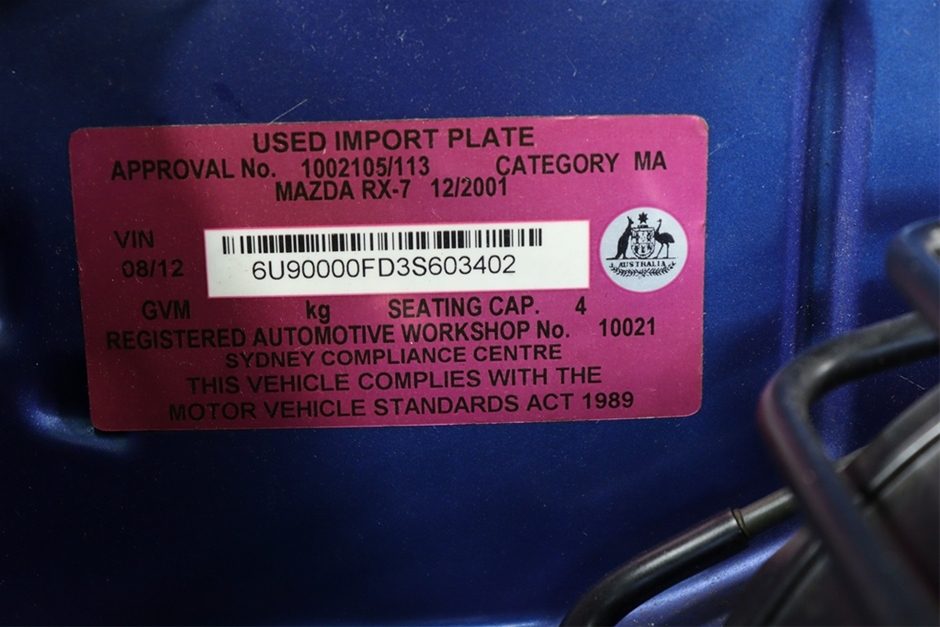 USED IMPORT PLATE
APPROVAL No. 1002105/113 CATEGORY MA
MAZDA RX-7 12/2001
VIN
08/12
6U90000FD3S603402
AUSTRALIA
GVM kg SEATING CAP. 4
REGISTERED AUTOMOTIVE WORKSHOP No. 10021
SYDNEY COMPLIANCE CENTRE
THIS VEHICLE COMPLIES WITH THE
MOTOR VEHICLE STANDARDS ACT 1989